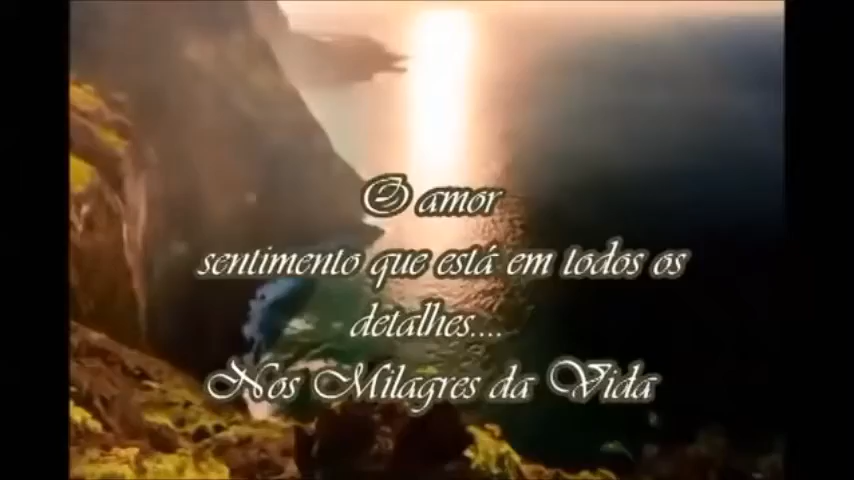 O amor
sentimento que está em todos os
detalhes....
Nos Milagres da Vida